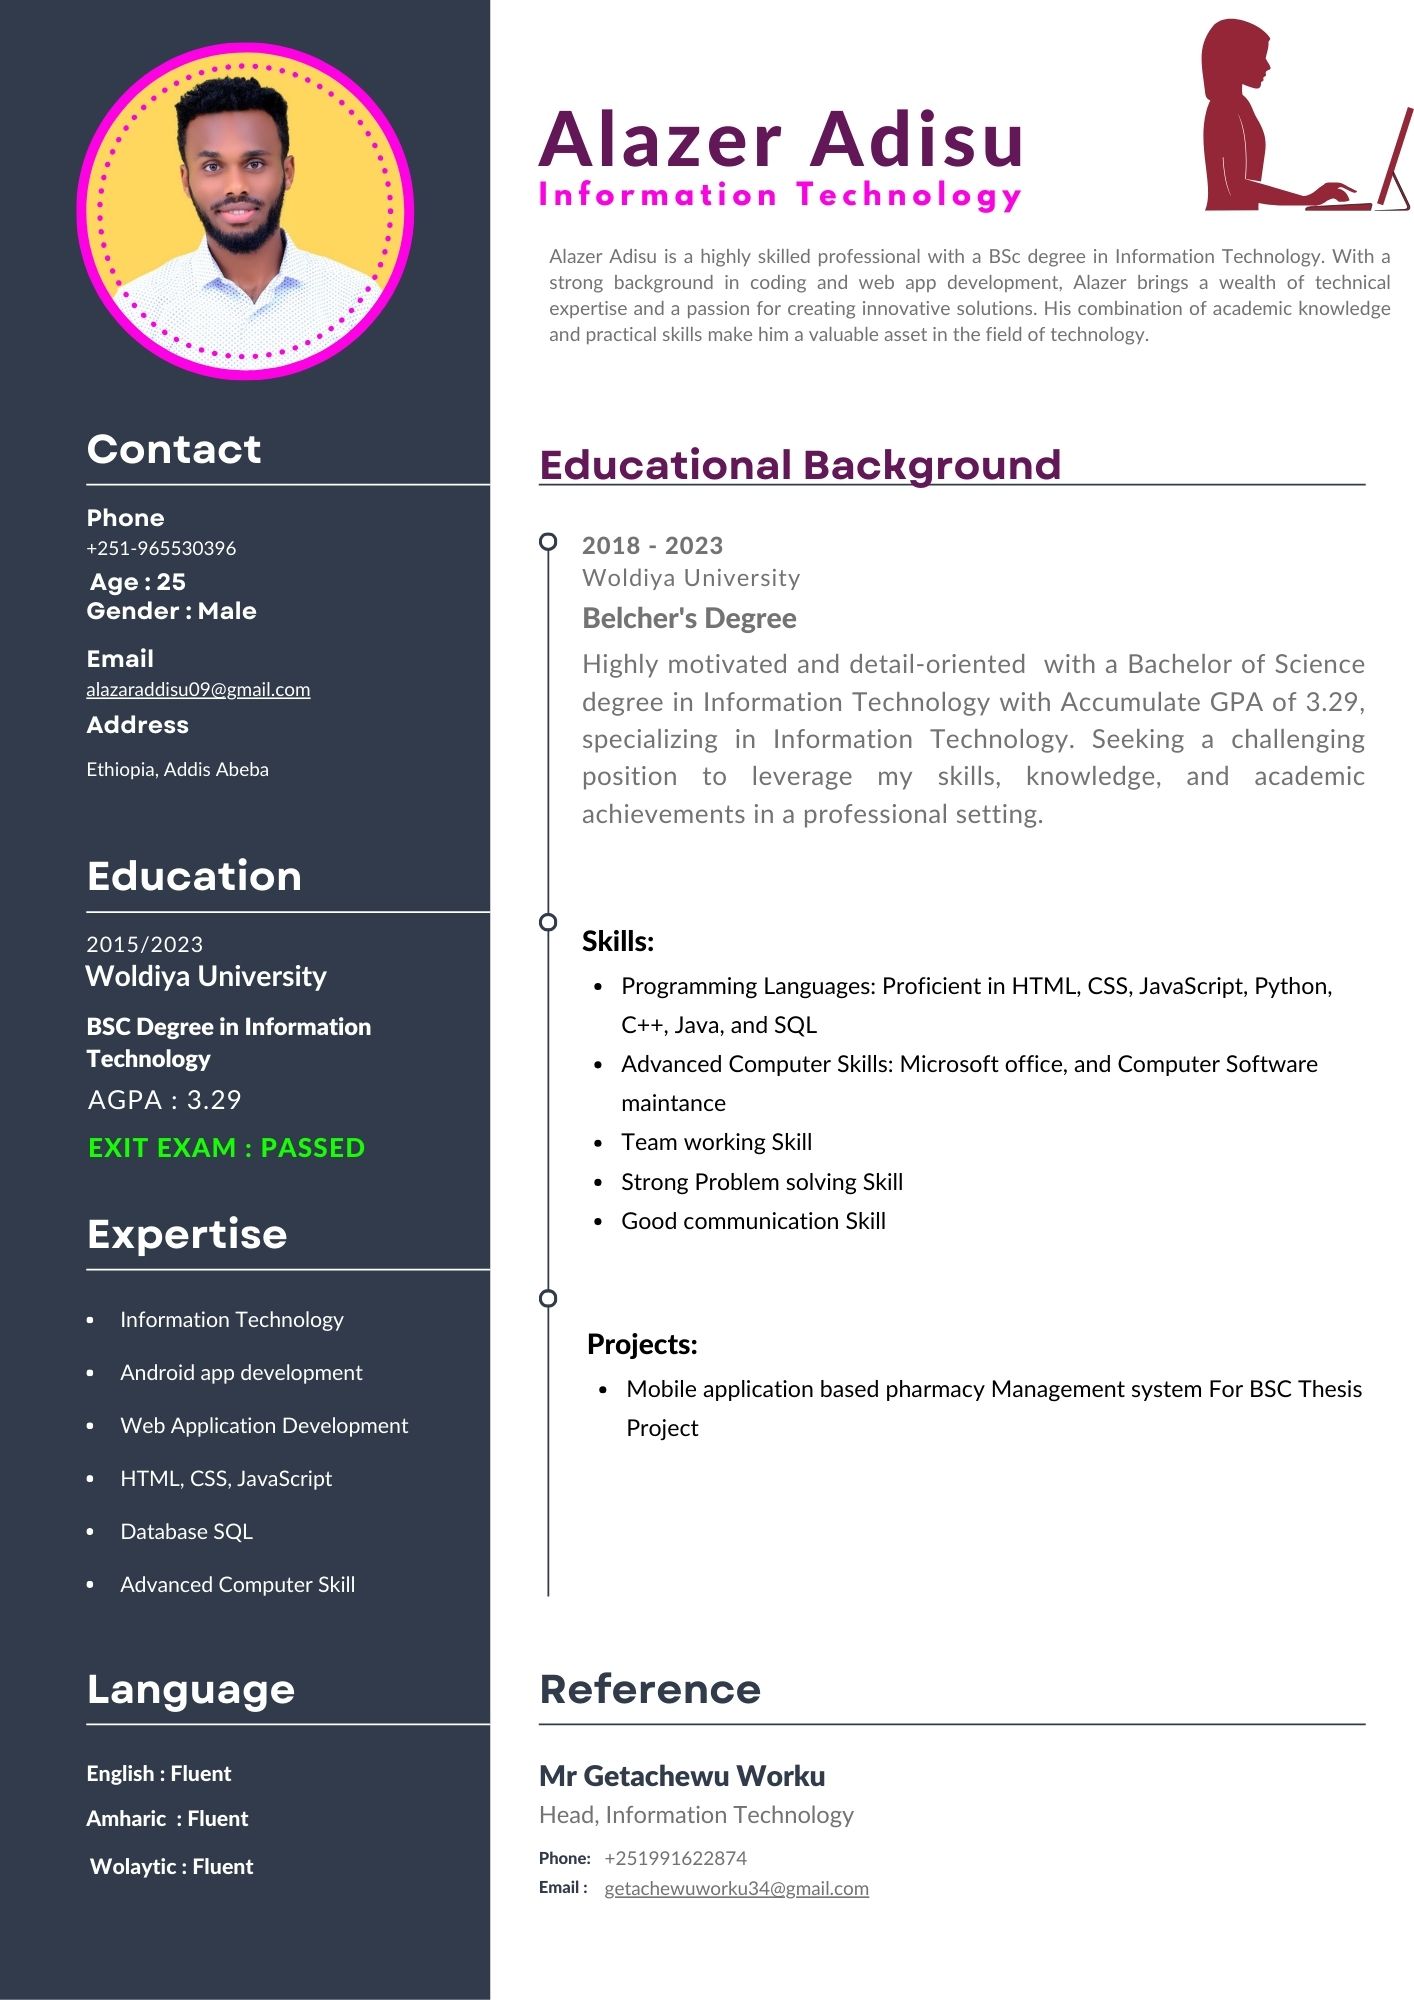 Alazer Adisu
Information Technology
Alazer Adisu is a highly skilled professional with a BSc degree in Information Technology. With a
strong background in coding and web app development, Alazer brings a wealth of technical
expertise and a passion for creating innovative solutions. His combination of academic knowledge
and practical skills make him a valuable asset in the field of technology.
Contact
Phone
+251-965530396
Age : 25
Gender : Male
Email
alazaraddisu09@gmail.com
Address
Ethiopia, Addis Abeba
Education
2015/2023
Woldiya University
BSC Degree in Information
Technology
AGPA : 3.29
EXIT EXAM : PASSED
Expertise
• Information Technology
• Android app development
• Web Application Development
• HTML, CSS, JavaScript
• Database SQL
• Advanced Computer Skill
Language
English : Fluent
Amharic : Fluent
Wolaytic : Fluent
Educational Background
2018 - 2023
Woldiya University
Belcher's Degree
Highly motivated and detail-oriented with a Bachelor of Science
degree in Information Technology with Accumulate GPA of 3.29,
specializing in Information Technology. Seeking a challenging
position to leverage my skills, knowledge, and academic
achievements in a professional setting.
Skills:
• Programming Languages: Proficient in HTML, CSS, JavaScript, Python,
C++, Java, and SQL
• Advanced Computer Skills: Microsoft office, and Computer Software
maintance
• Team working Skill
• Strong Problem solving Skill
• Good communication Skill
Projects:
• Mobile application based pharmacy Management system For BSC Thesis
Project
Reference
Mr Getachewu Worku
Head, Information Technology
Phone: +251991622874
Email : getachewuworku34@gmail.com